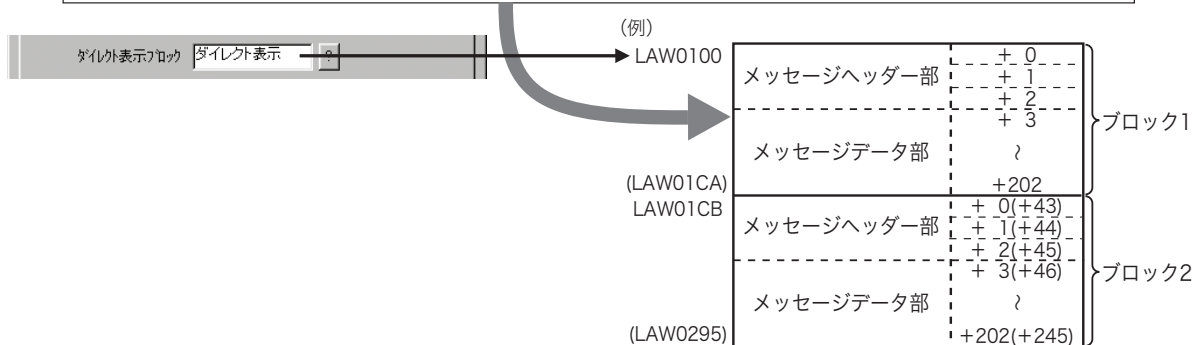 (例)
ダイレクト表示ブロック ダイレクト表示 ?
LAW0100
メッセージヘッダー部
+ 0
+ 1
+ 2
メッセージデータ部
+ 3
~
+202
ブロック1
(LAW01CA)
LAW01CB
メッセージヘッダー部
+ 0(+43)
+ 1(+44)
+ 2(+45)
メッセージデータ部
+ 3(+46)
~
+202(+245)
ブロック2
(LAW0295)